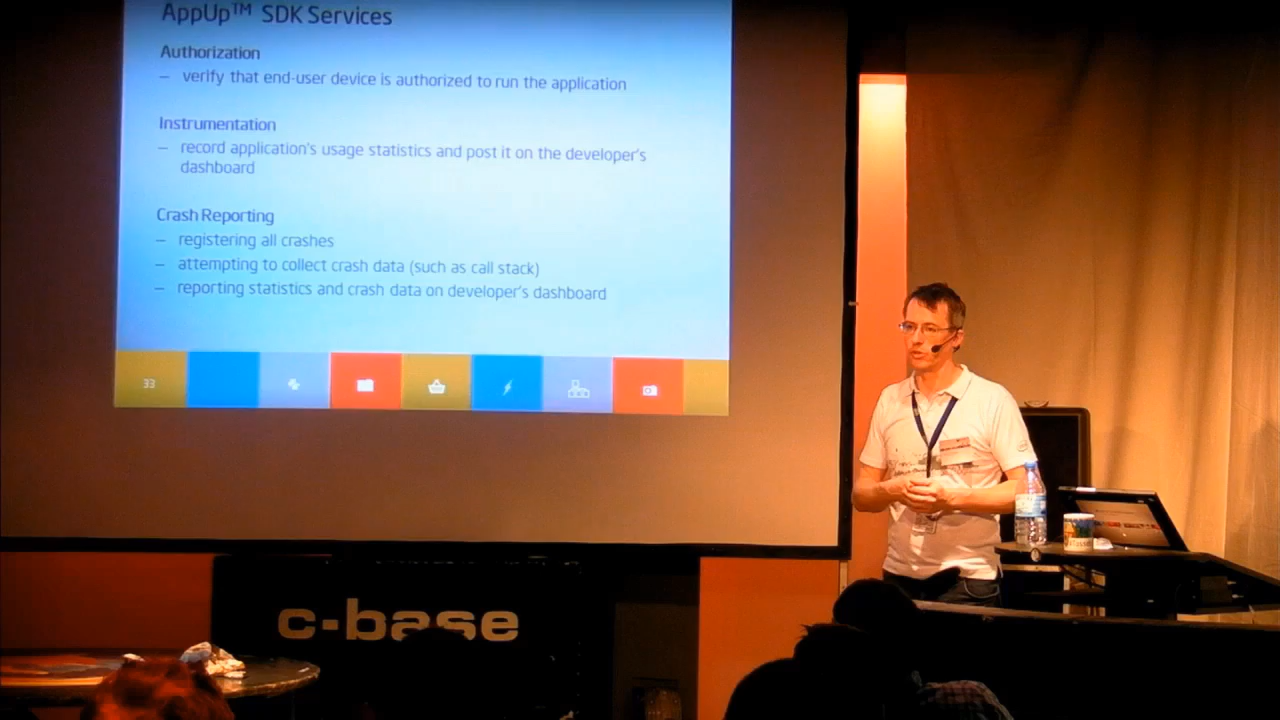 AppUp™ SDK Services
Authorization
– verify that end-user device is authorized to run the application
Instrumentation
– record application's usage statistics and post it on the developer's
dashboard
Crash Reporting
– registering all crashes
– attempting to collect crash data (such as call stack)
– reporting statistics and crash data on developer's dashboard
33
c-base